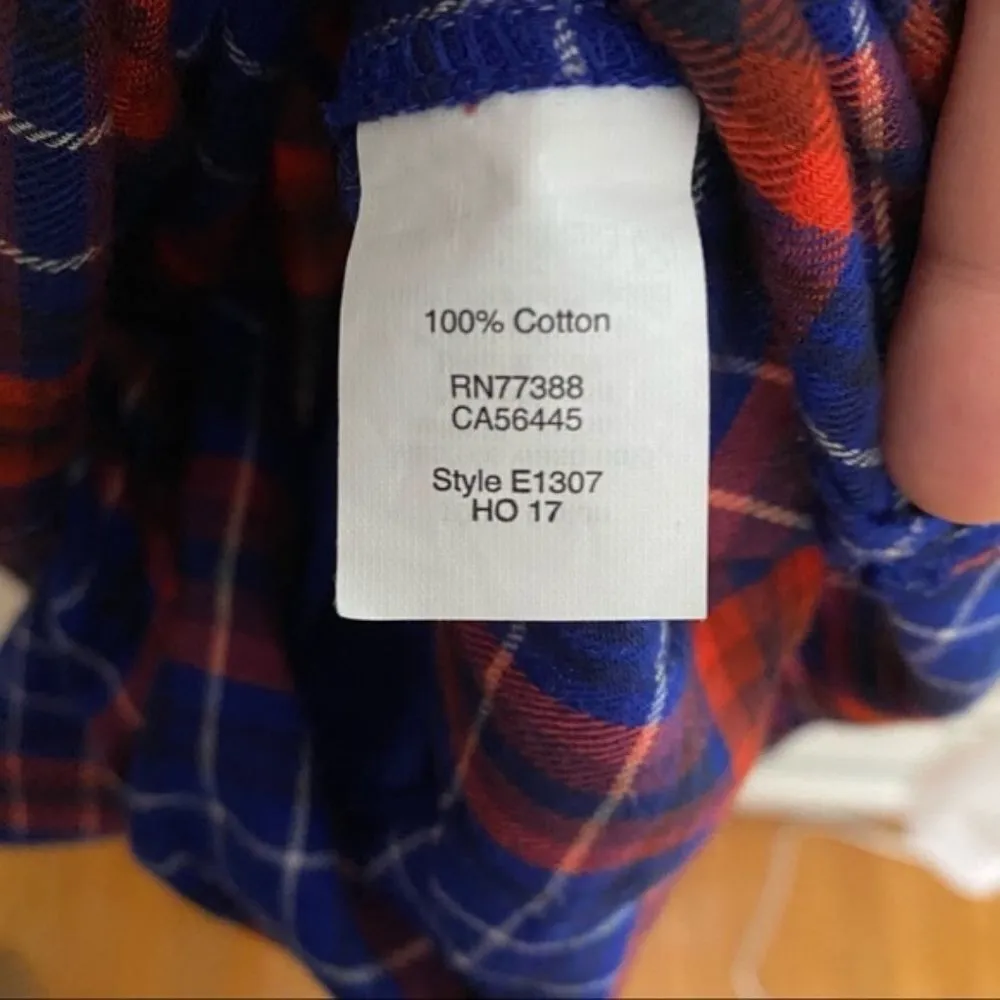 100% Cotton
RN77388
CA56445
Style E1307
HO 17